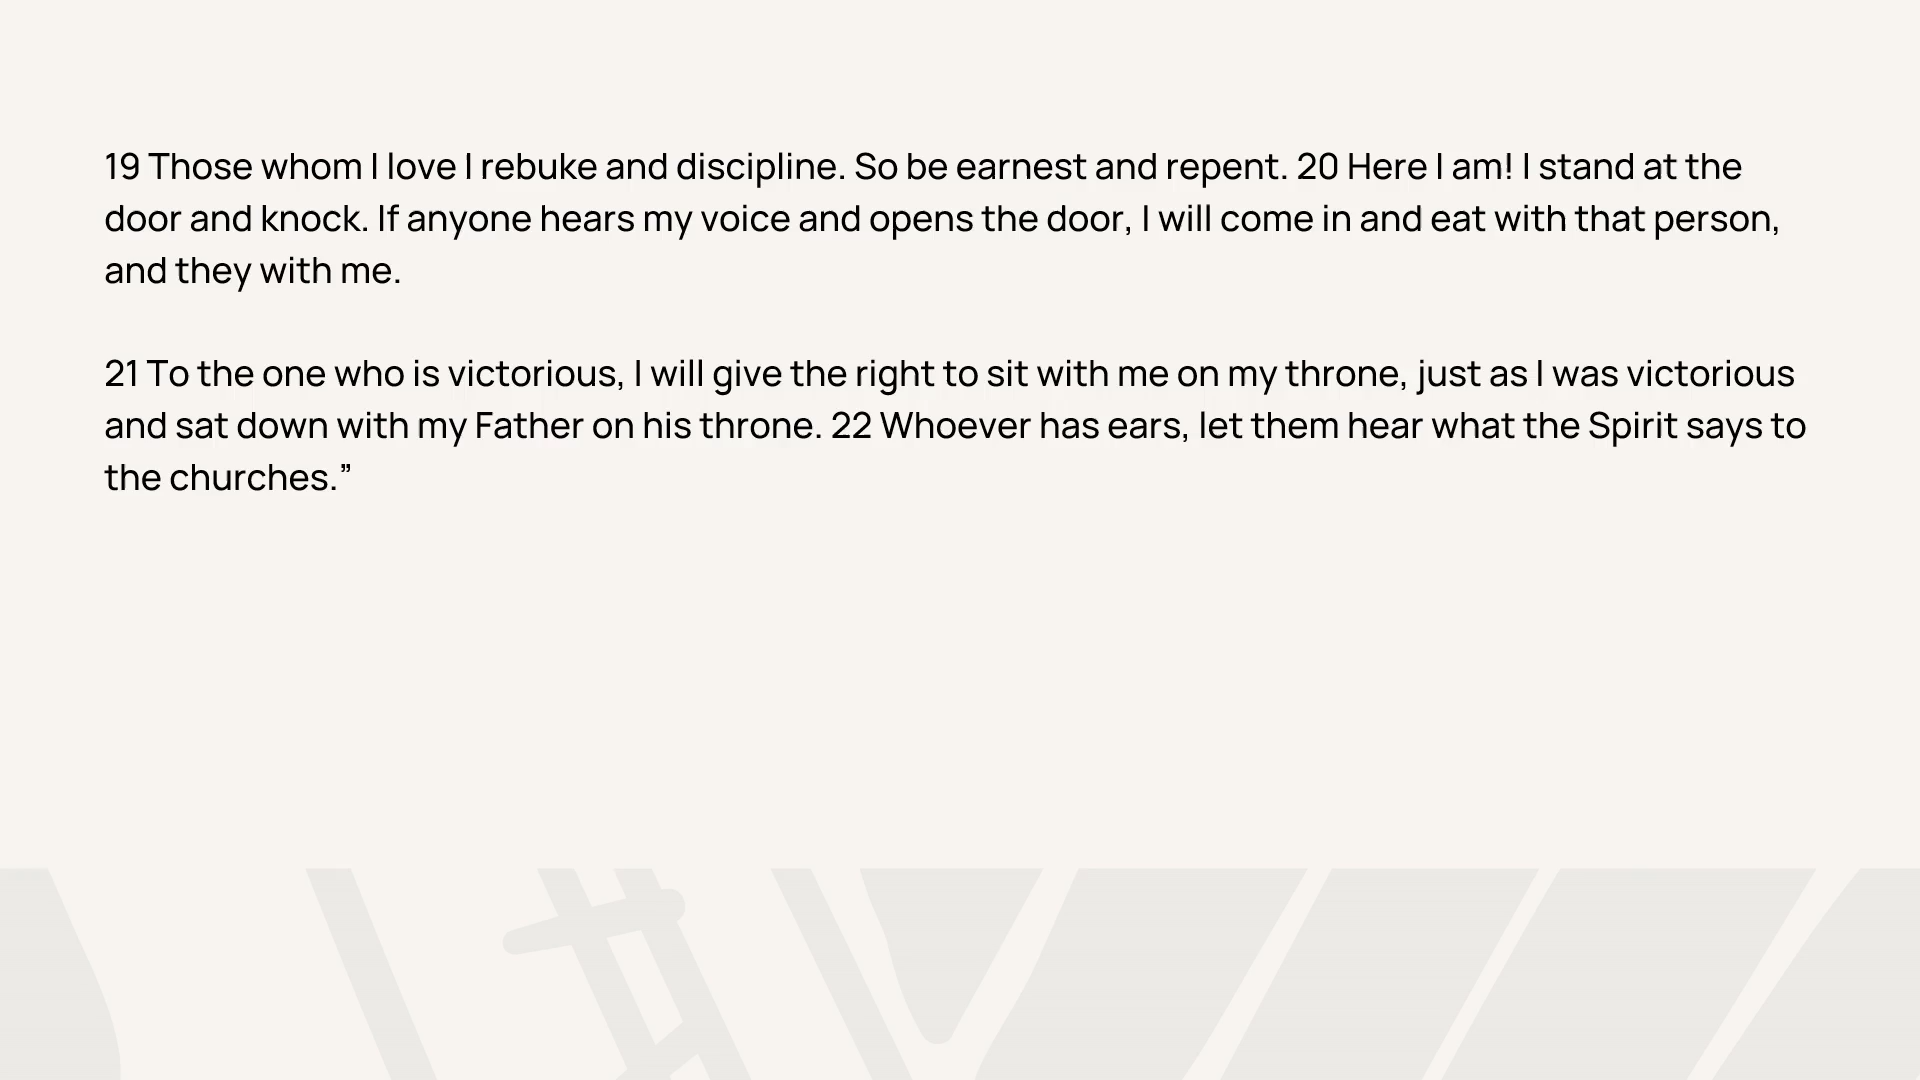 19 Those whom I love I rebuke and discipline. So be earnest and repent. 20 Here I am! I stand at the
door and knock. If anyone hears my voice and opens the door, I will come in and eat with that person,
and they with me.
21 To the one who is victorious, I will give the right to sit with me on my throne, just as I was victorious
and sat down with my Father on his throne. 22 Whoever has ears, let them hear what the Spirit says to
the churches.”